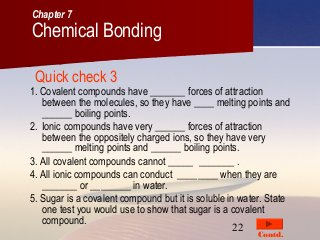 Chapter 7
Chemical Bonding
Quick check 3
1. Covalent compounds have _______ forces of attraction
between the molecules, so they have ____ melting points and
______ boiling points.
2. Ionic compounds have very ______ forces of attraction
between the oppositely charged ions, so they have very
______ melting points and ______ boiling points.
3. All covalent compounds cannot _____ _______ .
4. All ionic compounds can conduct ________ when they are
_______ or ________ in water.
5. Sugar is a covalent compound but it is soluble in water. State
one test you would use to show that sugar is a covalent
compound.
22
Contd.